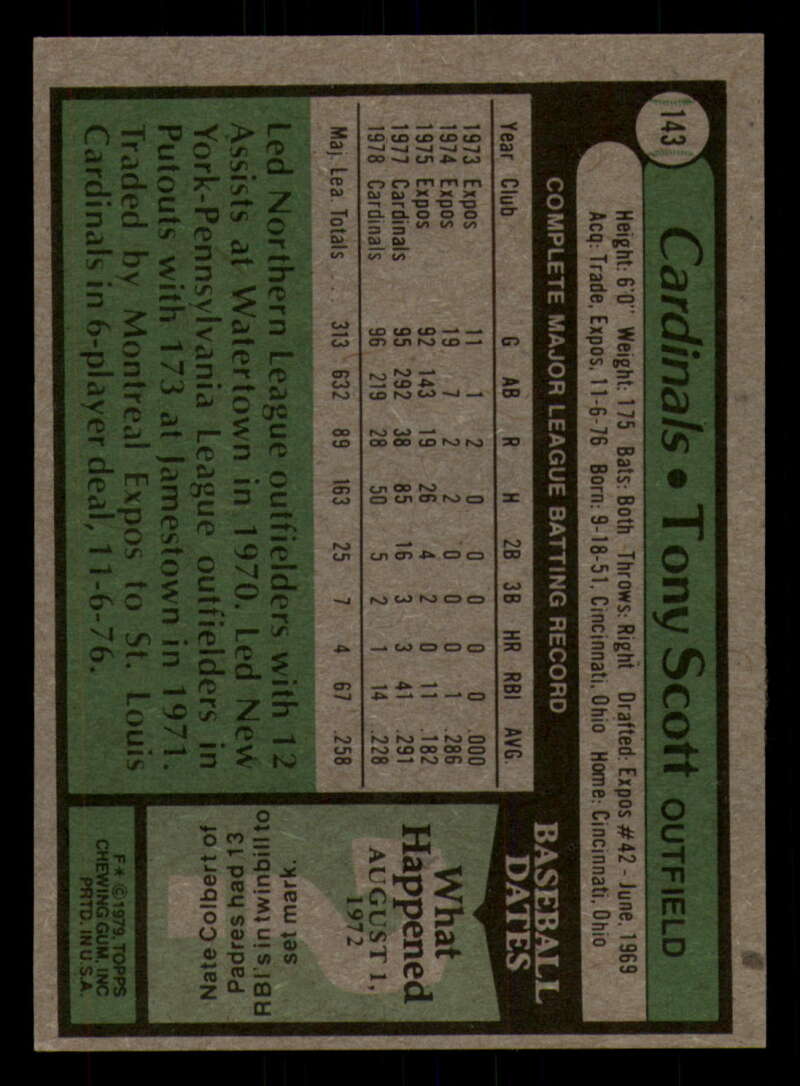 143
Cardinals • Tony Scott OUTFIELD
Height: 6'0" Weight: 175 Bats: Both Throws: Right Drafted: Expos #42 - June, 1969
Acq: Trade, Expos, 11-6-76 Born: 9-18-51, Cincinnati, Ohio Home: Cincinnati, Ohio
COMPLETE MAJOR LEAGUE BATTING RECORD
Year Club G AB R H 2B 3B HR RBI AVG.
1973 Expos 11 1 2 0 0 0 0 0 .000
1974 Expos 19 7 2 2 0 0 0 1 .286
1975 Expos 92 143 19 26 4 2 0 11 .182
1977 Cardinals 95 292 38 85 16 3 3 41 .291
1978 Cardinals 96 219 28 50 5 2 1 14 .228
Maj. Lea Totals . . . 313 632 89 163 25 7 4 67 .258
Led Northern League outfielders with 12
Assists at Watertown in 1970. Led New
York-Pennsylvania League outfielders in
Putouts with 173 at Jamestown in 1971.
Traded by Montreal Expos to St. Louis
Cardinals in 6-player deal, 11-6-76.
BASEBALL
DATES
What
Happened
AUGUST 1,
1972
Nate Colbert of
Padres had 13
RBI's in twinbill to
set mark.
F* ©1979, TOPPS
CHEWING GUM, INC
PRTD. IN U.S.A.